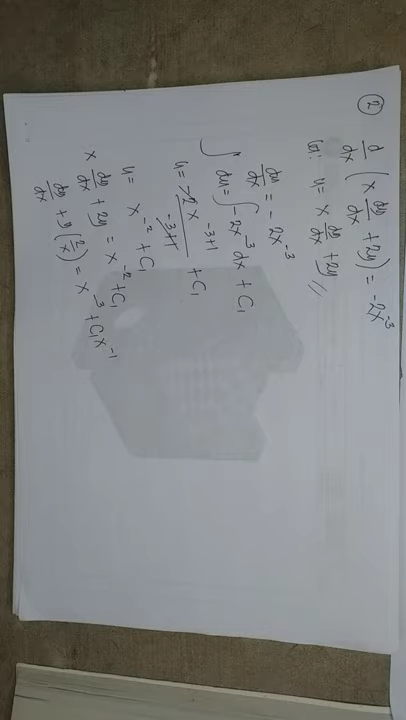 ②
d/dx (x dy/dx + 2y) = -2x^-3
Let: u = x dy/dx + 2y //
du/dx = -2x^-3
∫ du = ∫ -2x^-3 dx + C₁
u = -2x^-3+1 / -3+1 + C₁
u = x^-2 + C₁
x dy/dx + 2y = x^-2 + C₁
dy/dx + y(2/x) = x^-3 + C₁x^-1